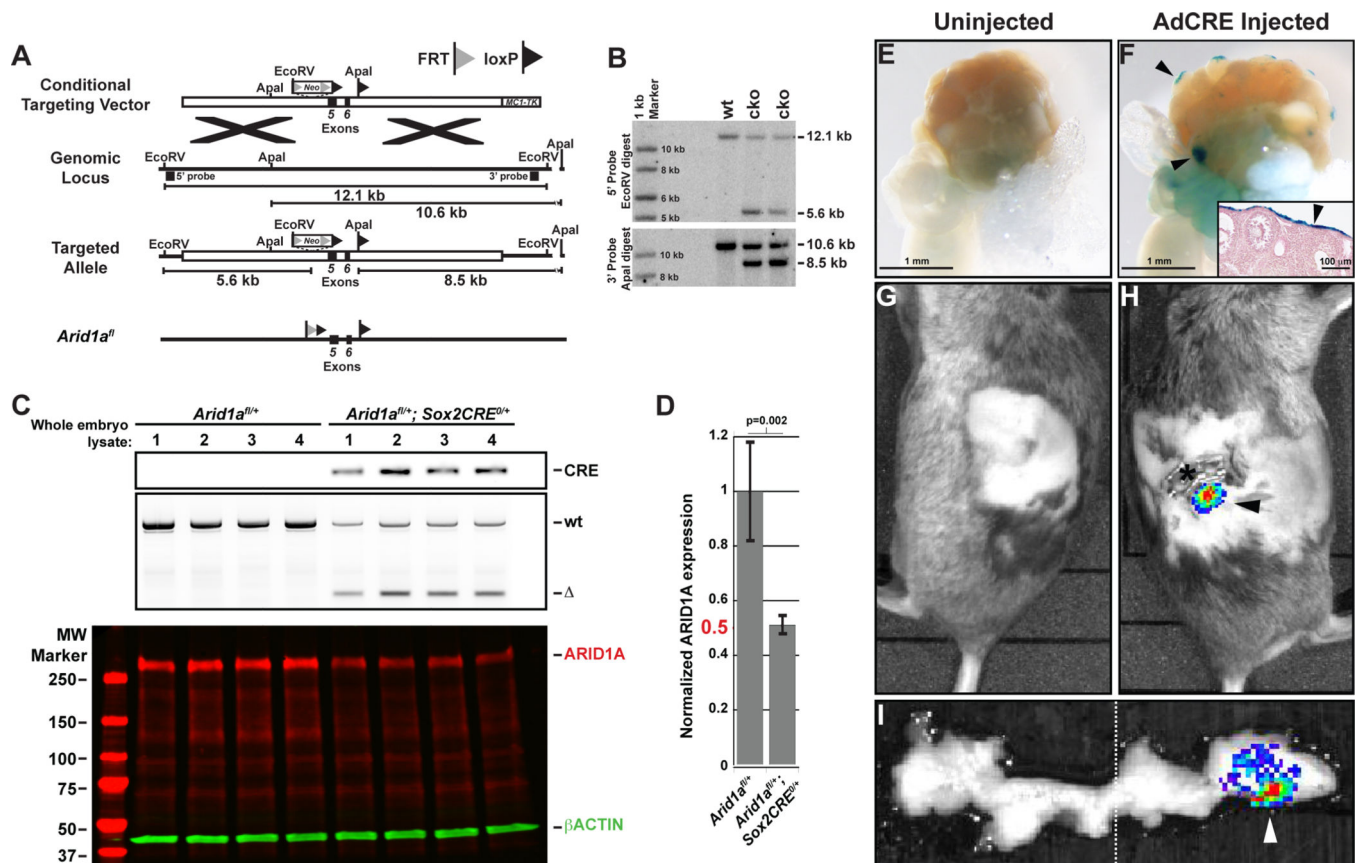 Uninjected
AdCRE Injected
A
FRT
loxP
Conditional
Targeting Vector
EcoRV
ApaI
ApaI
Neo
MC1-TK
5 6
Exons
Genomic
Locus
EcoRV
ApaI
EcoRV
ApaI
5' probe
3' probe
12.1 kb
10.6 kb
Targeted
Allele
EcoRV
ApaI
ApaI
EcoRV
ApaI
Neo
5 6
Exons
5.6 kb
8.5 kb
Arid1a^fl
5 6
Exons
B
1 kb
Marker
wt
cko
cko
5' Probe
EcoRV digest
10 kb
8 kb
6 kb
5 kb
12.1 kb
5.6 kb
3' Probe
ApaI digest
10 kb
8 kb
10.6 kb
8.5 kb
C
Arid1a^fl/+
Arid1a^fl/+; Sox2CRE^0/+
Whole embryo
lysate:
1 2 3 4 1 2 3 4
CRE
wt
Δ
MW
Marker
250
150
100
75
50
37
ARID1A
βACTIN
D
p=0.002
Normalized ARID1A expression
1.2
1
0.8
0.6
0.5
0.4
0.2
0
Arid1a^fl/+
Arid1a^fl/+;
Sox2CRE^0/+
E
1 mm
F
1 mm
100 µm
G
H
*
I